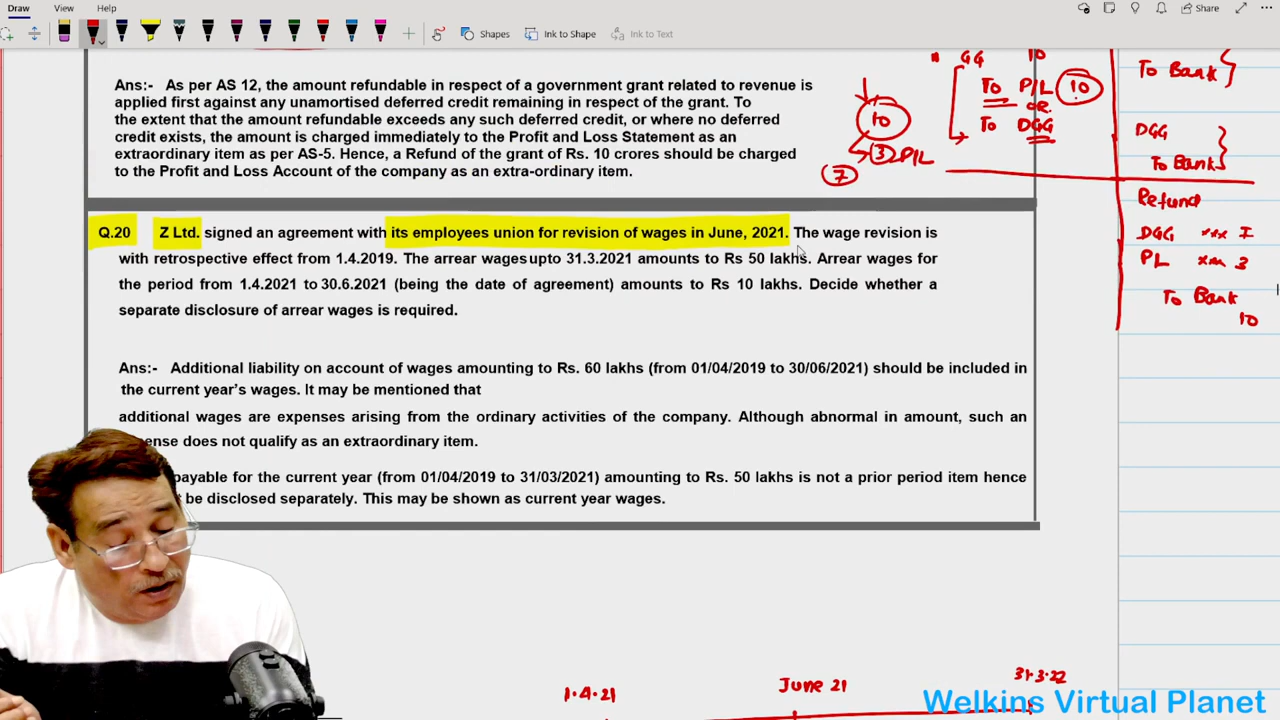 Draw View Help
Share
Shapes Ink to Shape Ink to Text
Ans:- As per AS 12, the amount refundable in respect of a government grant related to revenue is
applied first against any unamortised deferred credit remaining in respect of the grant. To
the extent that the amount refundable exceeds any such deferred credit, or where no deferred
credit exists, the amount is charged immediately to the Profit and Loss Statement as an
extraordinary item as per AS-5. Hence, a Refund of the grant of Rs. 10 crores should be charged
to the Profit and Loss Account of the company as an extra-ordinary item.
GG 10
To P/L 10
OR
To DGG
10
3 P/L
7
To Bank
DGG
To Bank
Refund
DGG xxx 7
PL xxx 3
To Bank
10
Q.20 Z Ltd. signed an agreement with its employees union for revision of wages in June, 2021. The wage revision is
with retrospective effect from 1.4.2019. The arrear wages upto 31.3.2021 amounts to Rs 50 lakhs. Arrear wages for
the period from 1.4.2021 to 30.6.2021 (being the date of agreement) amounts to Rs 10 lakhs. Decide whether a
separate disclosure of arrear wages is required.
Ans:- Additional liability on account of wages amounting to Rs. 60 lakhs (from 01/04/2019 to 30/06/2021) should be included in
the current year's wages. It may be mentioned that
additional wages are expenses arising from the ordinary activities of the company. Although abnormal in amount, such an
ense does not qualify as an extraordinary item.
payable for the current year (from 01/04/2019 to 31/03/2021) amounting to Rs. 50 lakhs is not a prior period item hence
be disclosed separately. This may be shown as current year wages.
1.4.21 June 21 31.3.22
Welkins Virtual Planet